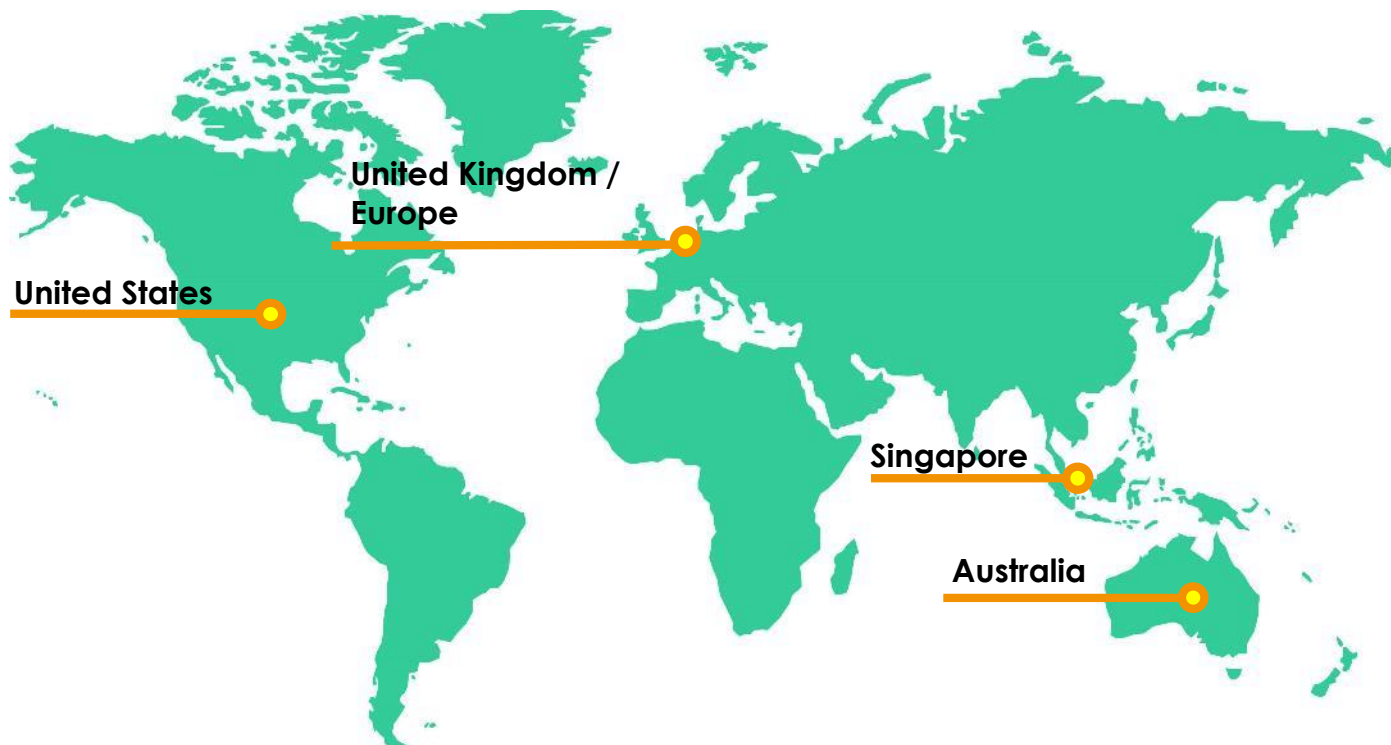 United Kingdom /
Europe
United States
Singapore
Australia